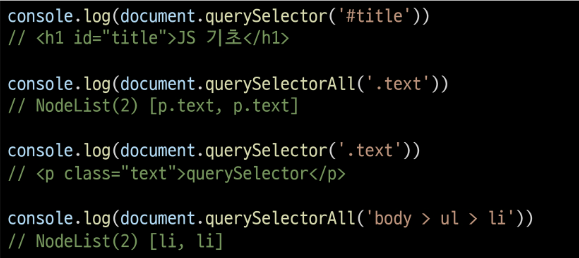 console.log(document.querySelector('#title'))
// <h1 id="title">JS 기초</h1>
console.log(document.querySelectorAll('.text'))
// NodeList(2) [p.text, p.text]
console.log(document.querySelector('.text'))
// <p class="text">querySelector</p>
console.log(document.querySelectorAll('body > ul > li'))
// NodeList(2) [li, li]